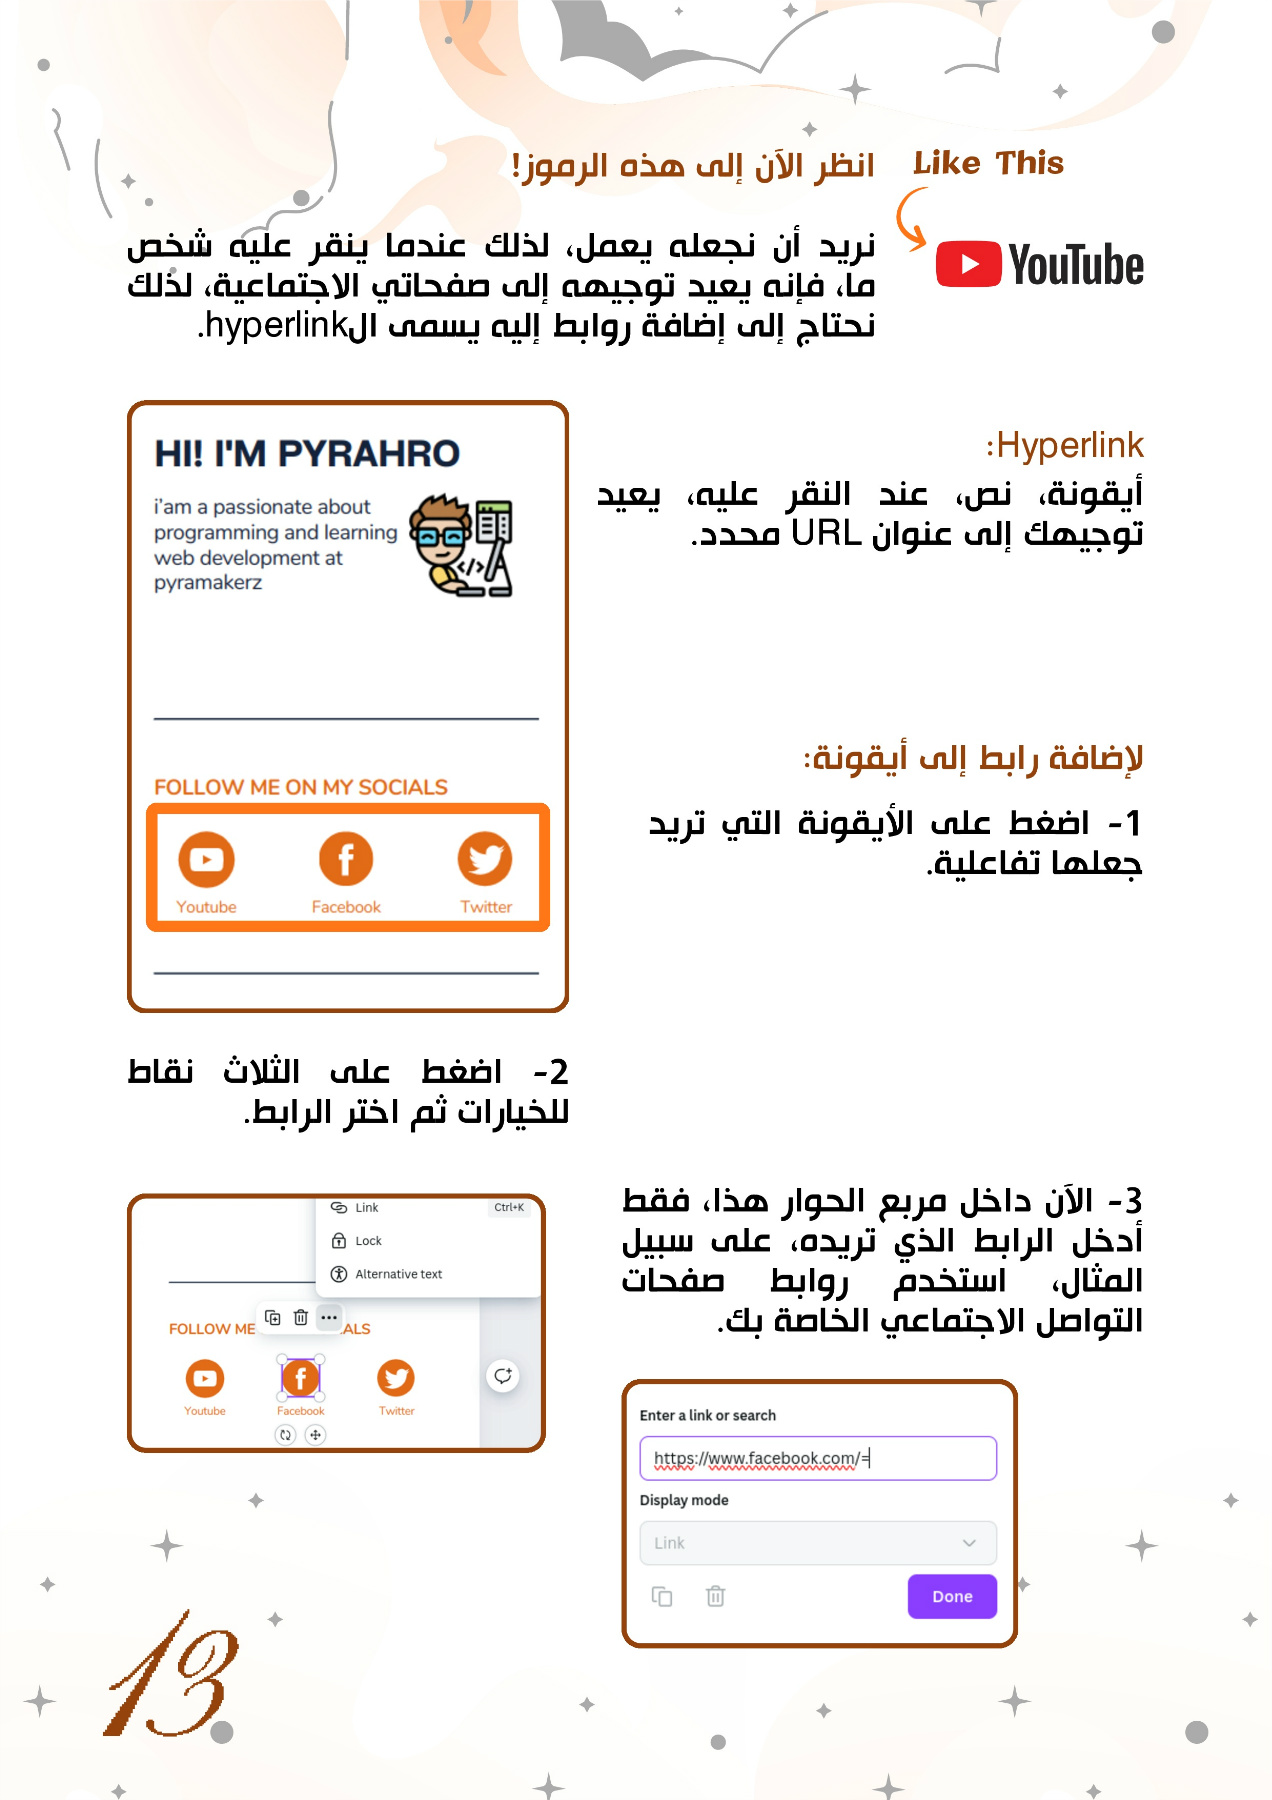 Like This
انظر الآن إلى هذه الرموز!
YouTube
نريد أن نجعله يعمل، لذلك عندما ينقر عليه شخص
ما، فإنه يعيد توجيهه إلى صفحاتي الاجتماعية، لذلك
نحتاج إلى إضافة روابط إليه يسمى الhyperlink.
Hyperlink:
أيقونة، نص، عند النقر عليه، يعيد
توجيهك إلى عنوان URL محدد.
HI! I'M PYRAHRO
i'am a passionate about
programming and learning
web development at
pyramakerz
</>
FOLLOW ME ON MY SOCIALS
Youtube
Facebook
Twitter
لإضافة رابط إلى أيقونة:
1- اضغط على الأيقونة التي تريد
جعلها تفاعلية.
2- اضغط على الثلاث نقاط
للخيارات ثم اختر الرابط.
Link
Ctrl+K
Lock
Alternative text
FOLLOW ME
ALS
Youtube
Facebook
Twitter
3- الآن داخل مربع الحوار هذا، فقط
أدخل الرابط الذي تريده، على سبيل
المثال، استخدم روابط صفحات
التواصل الاجتماعي الخاصة بك.
Enter a link or search
https://www.facebook.com/=
Display mode
Link
Done
13